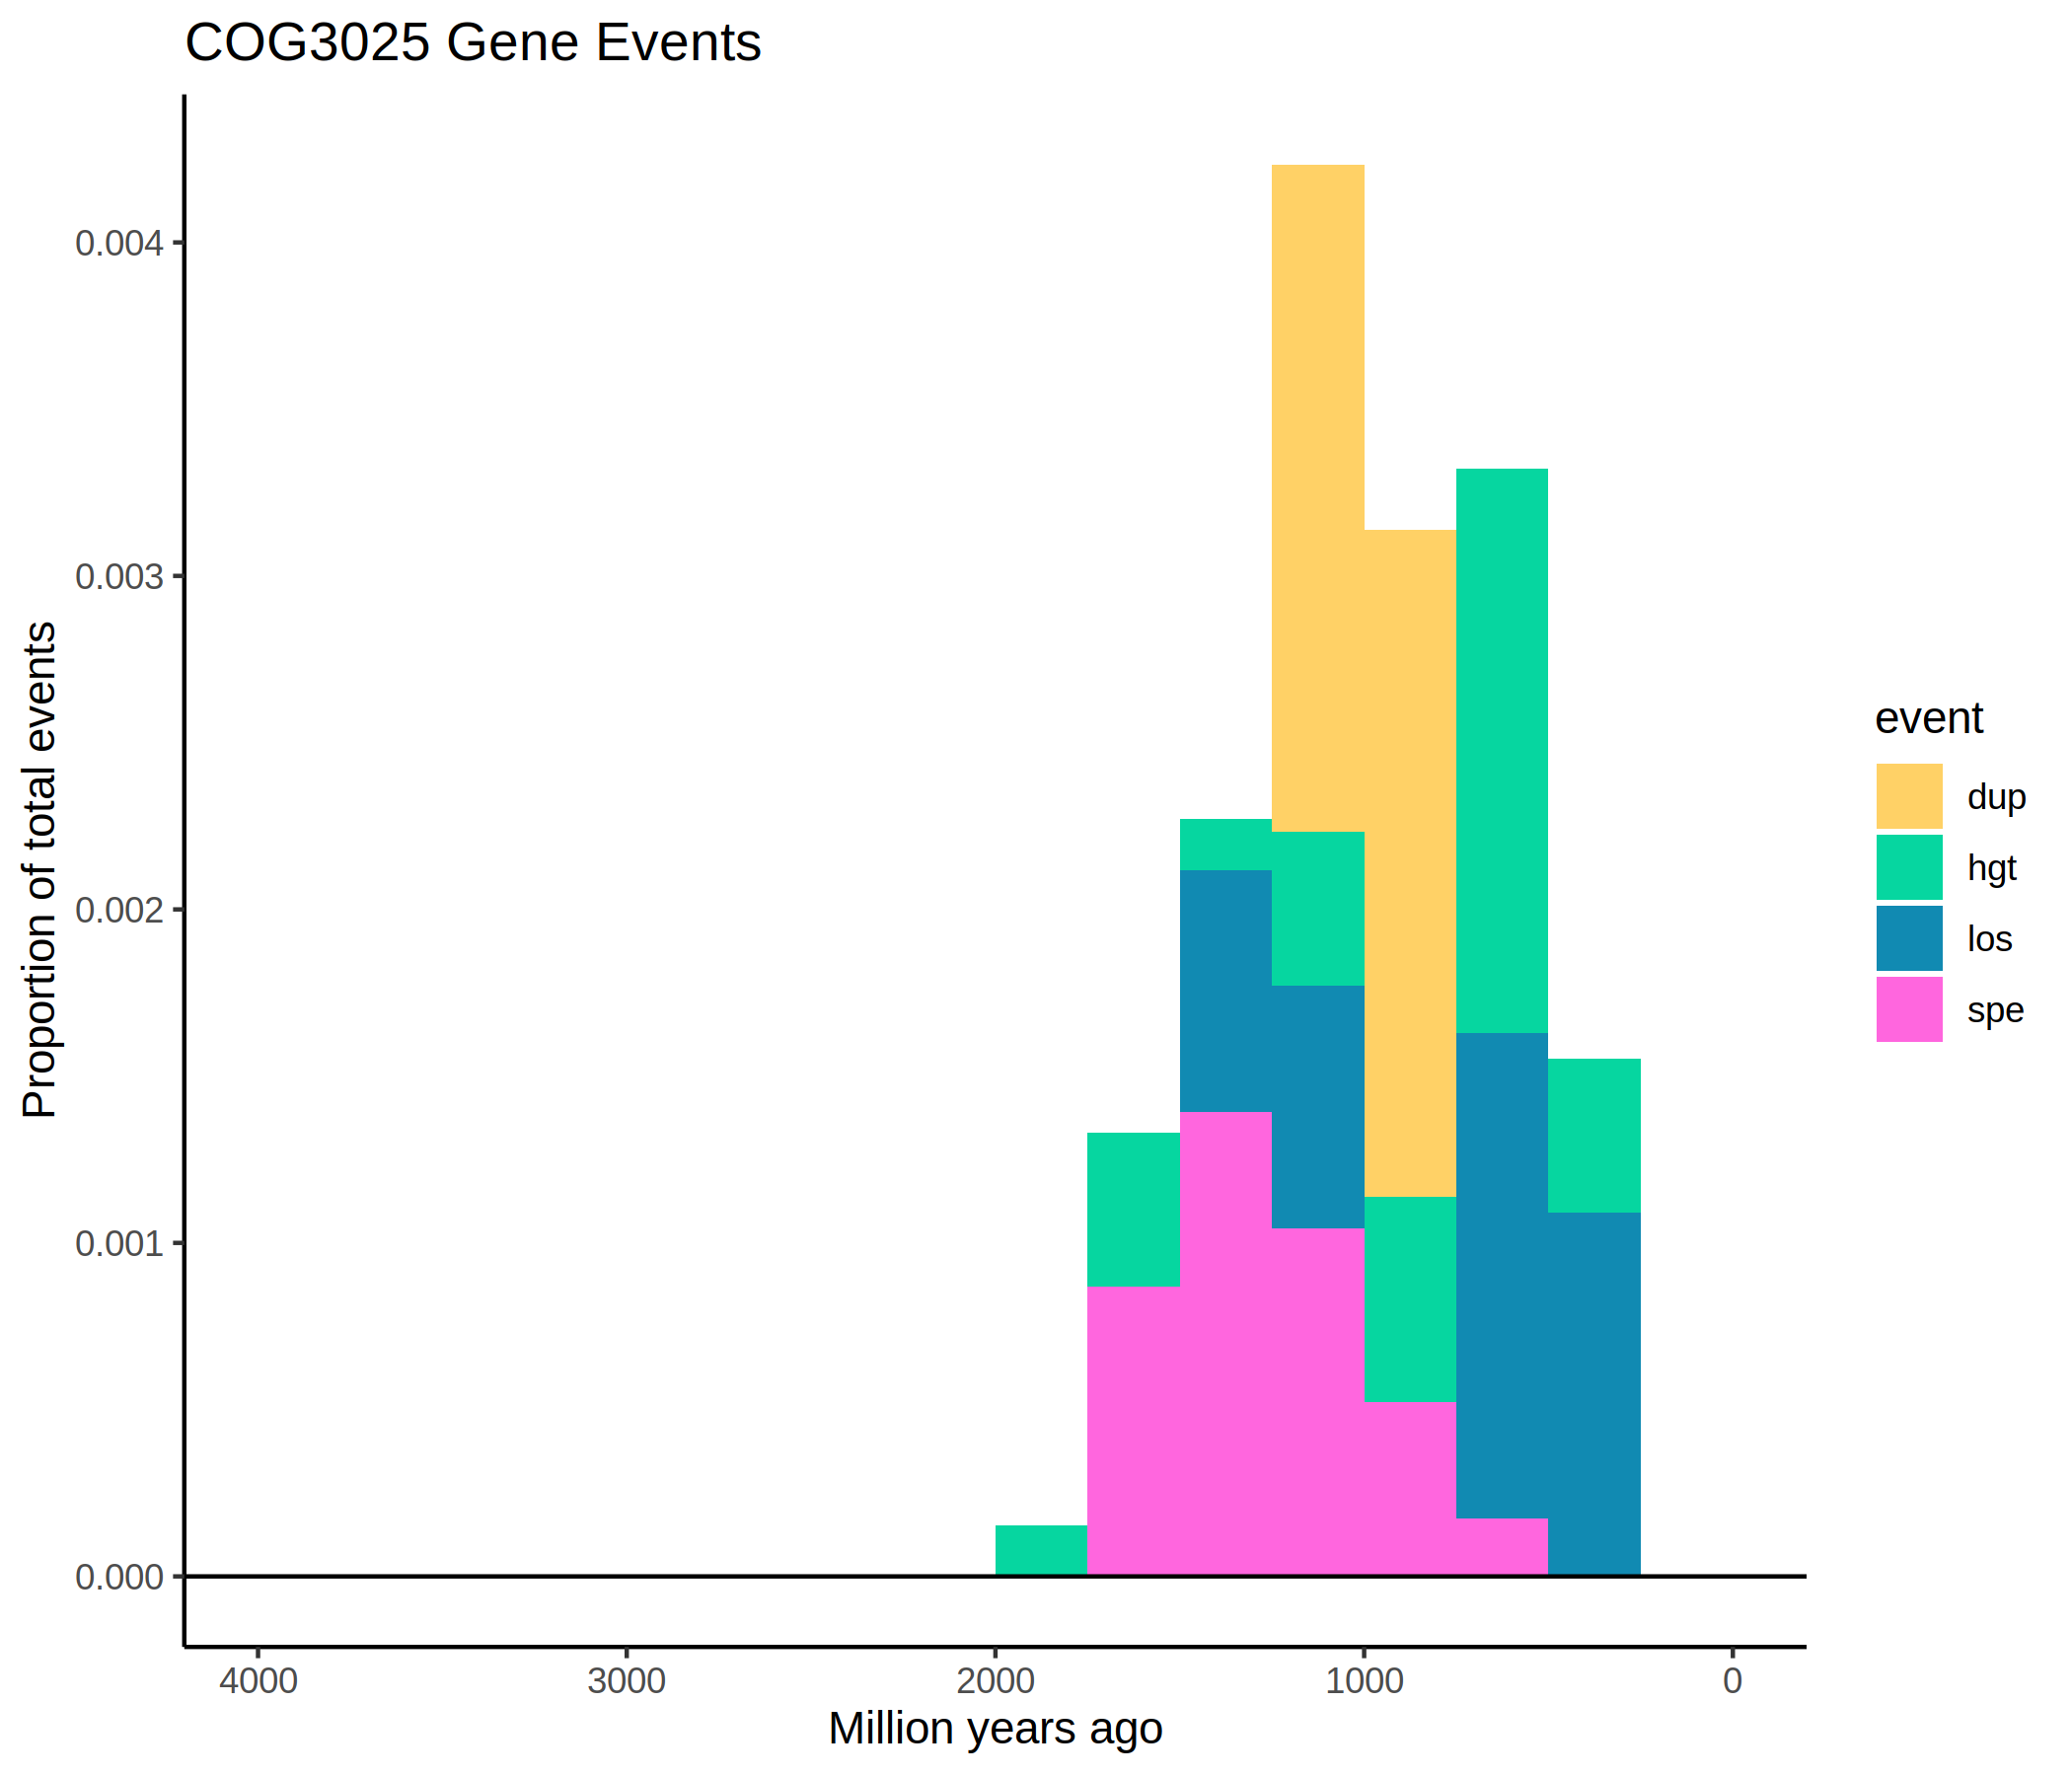 COG3025 Gene Events
Proportion of total events
0.004
0.003
0.002
0.001
0.000
4000
3000
2000
1000
0
Million years ago
event
dup
hgt
los
spe